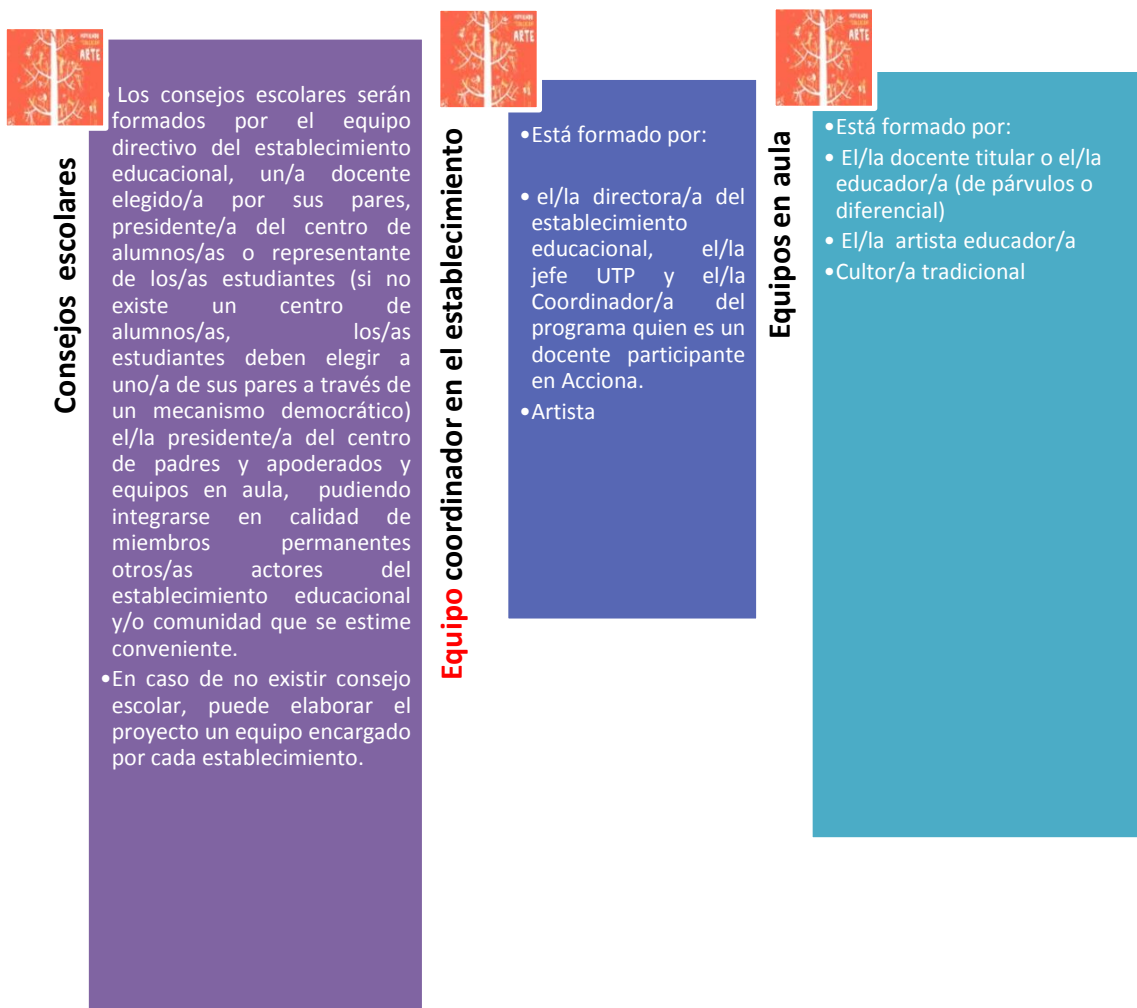 ARTE
Consejos escolares
• Los consejos escolares serán
formados por el equipo
directivo del establecimiento
educacional, un/a docente
elegido/a por sus pares,
presidente/a del centro de
alumnos/as o representante
de los/as estudiantes (si no
existe un centro de
alumnos/as, los/as
estudiantes deben elegir a
uno/a de sus pares a través de
un mecanismo democrático)
el/la presidente/a del centro
de padres y apoderados y
equipos en aula, pudiendo
integrarse en calidad de
miembros permanentes
otros/as actores del
establecimiento educacional
y/o comunidad que se estime
conveniente.
•En caso de no existir consejo
escolar, puede elaborar el
proyecto un equipo encargado
por cada establecimiento.
ARTE
Equipo coordinador en el establecimiento
•Está formado por:
• el/la directora/a del
establecimiento
educacional, el/la
jefe UTP y el/la
Coordinador/a del
programa quien es un
docente participante
en Acciona.
•Artista
ARTE
Equipos en aula
•Está formado por:
• El/la docente titular o el/la
educador/a (de párvulos o
diferencial)
• El/la artista educador/a
•Cultor/a tradicional